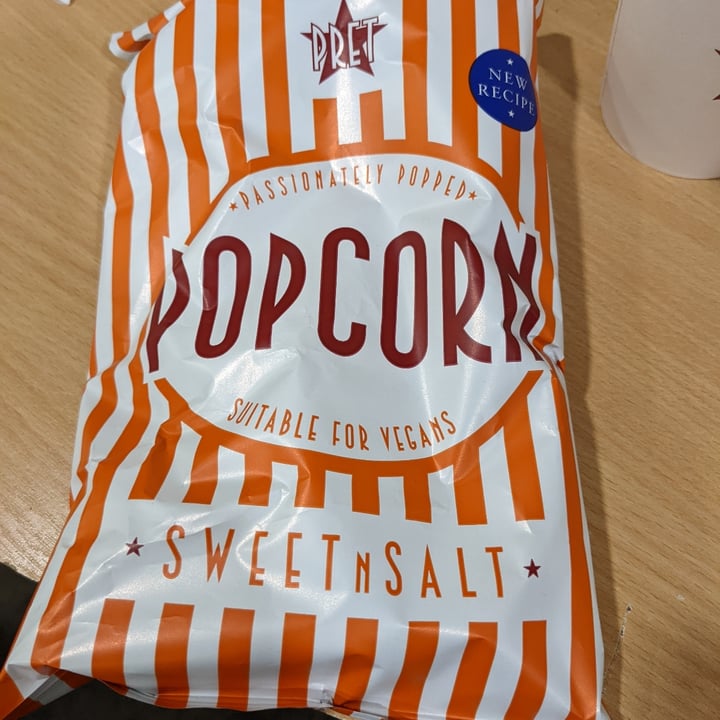 PRET
NEW
RECIPE
★PASSIONATELY POPPED★
POPCORN
SUITABLE FOR VEGANS
★SWEETNSALT★